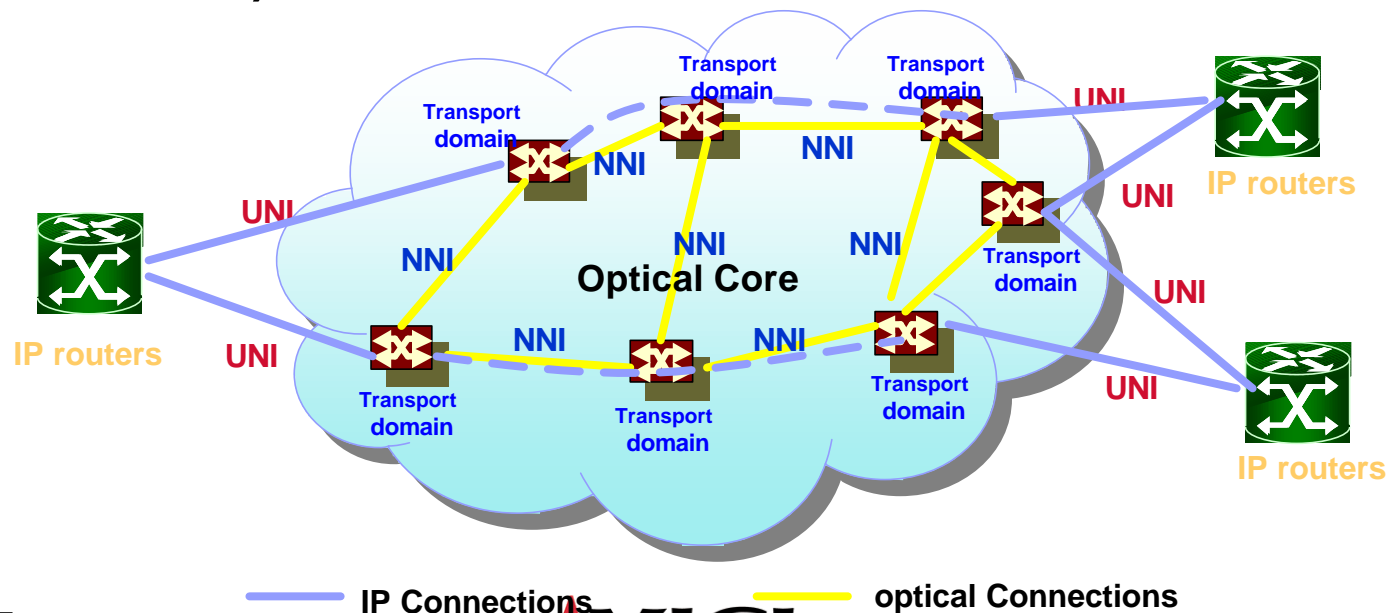 Transport
domain
Transport
domain
Transport
domain
UNI
NNI
NNI
IP routers
UNI
UNI
NNI
NNI
NNI
Transport
domain
Optical Core
UNI
IP routers
UNI
NNI
NNI
UNI
Transport
domain
Transport
domain
Transport
domain
IP routers
IP Connections
optical Connections